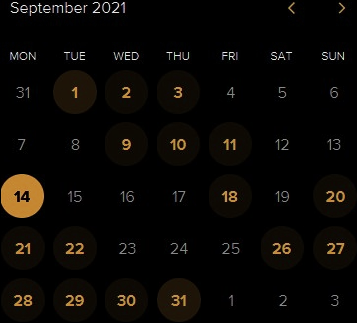 September 2021 < >
MON TUE WED THU FRI SAT SUN
31 1 2 3 4 5 6
7 8 9 10 11 12 13
14 15 16 17 18 19 20
21 22 23 24 25 26 27
28 29 30 31 1 2 3